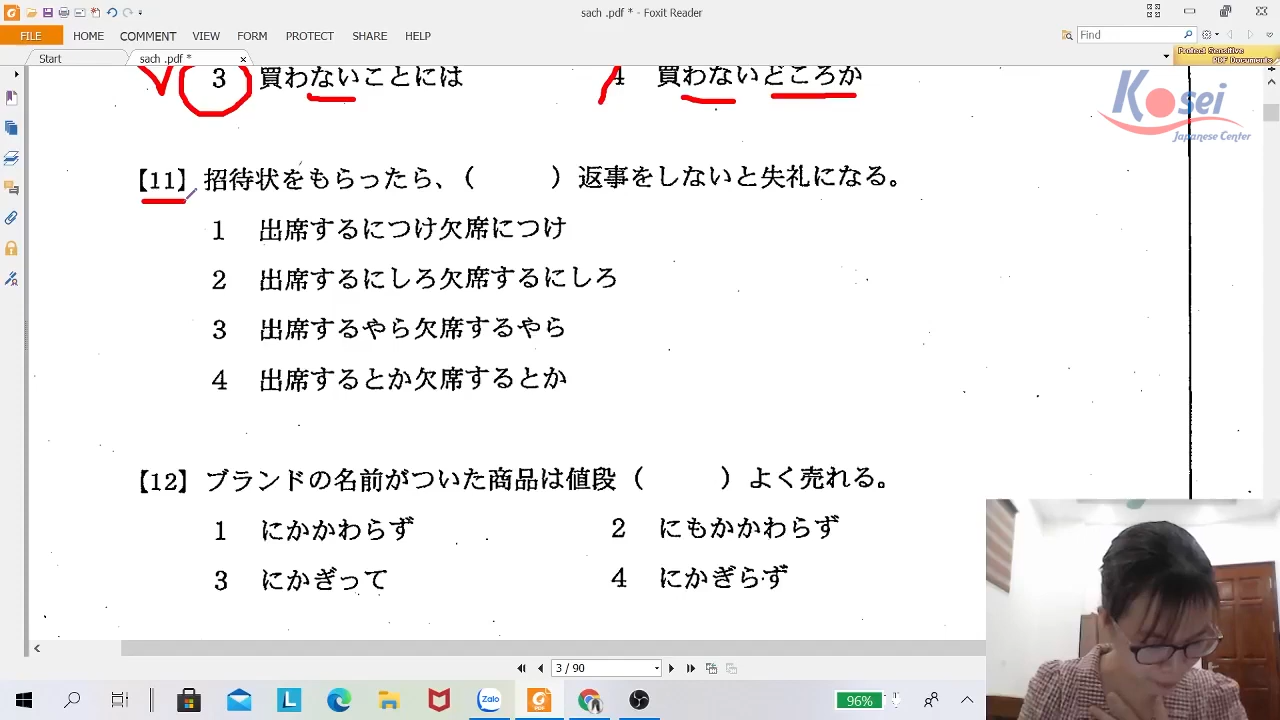 sach .pdf * - Foxit Reader
FILE HOME COMMENT VIEW FORM PROTECT SHARE HELP
Find
Start sach .pdf *
Protect Sensitive
PDF Documents
Kosei
Japanese Center
3 買わないことには 4 買わないどころか
【11】 招待状をもらったら、（　　　）返事をしないと失礼になる。
1 出席するにつけ欠席につけ
2 出席するにしろ欠席するにしろ
3 出席するやら欠席するやら
4 出席するとか欠席するとか
【12】 ブランドの名前がついた商品は値段（　　　）よく売れる。
1 にかかわらず 2 にもかかわらず
3 にかぎって 4 にかぎらず
3 / 90
L Zalo 96%